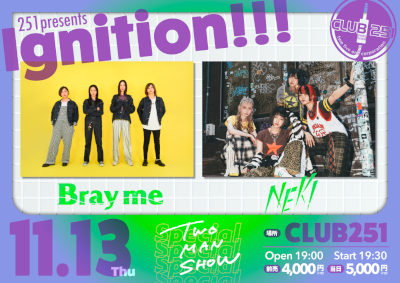 251 presents
Ignition!!!
CLUB 251
Bray me
NEK!
11.13 Thu
Special
TWO
MAN
SHOW
場所 CLUB251
Open 19:00 Start 19:30
前売 4,000円 当日 5,000円